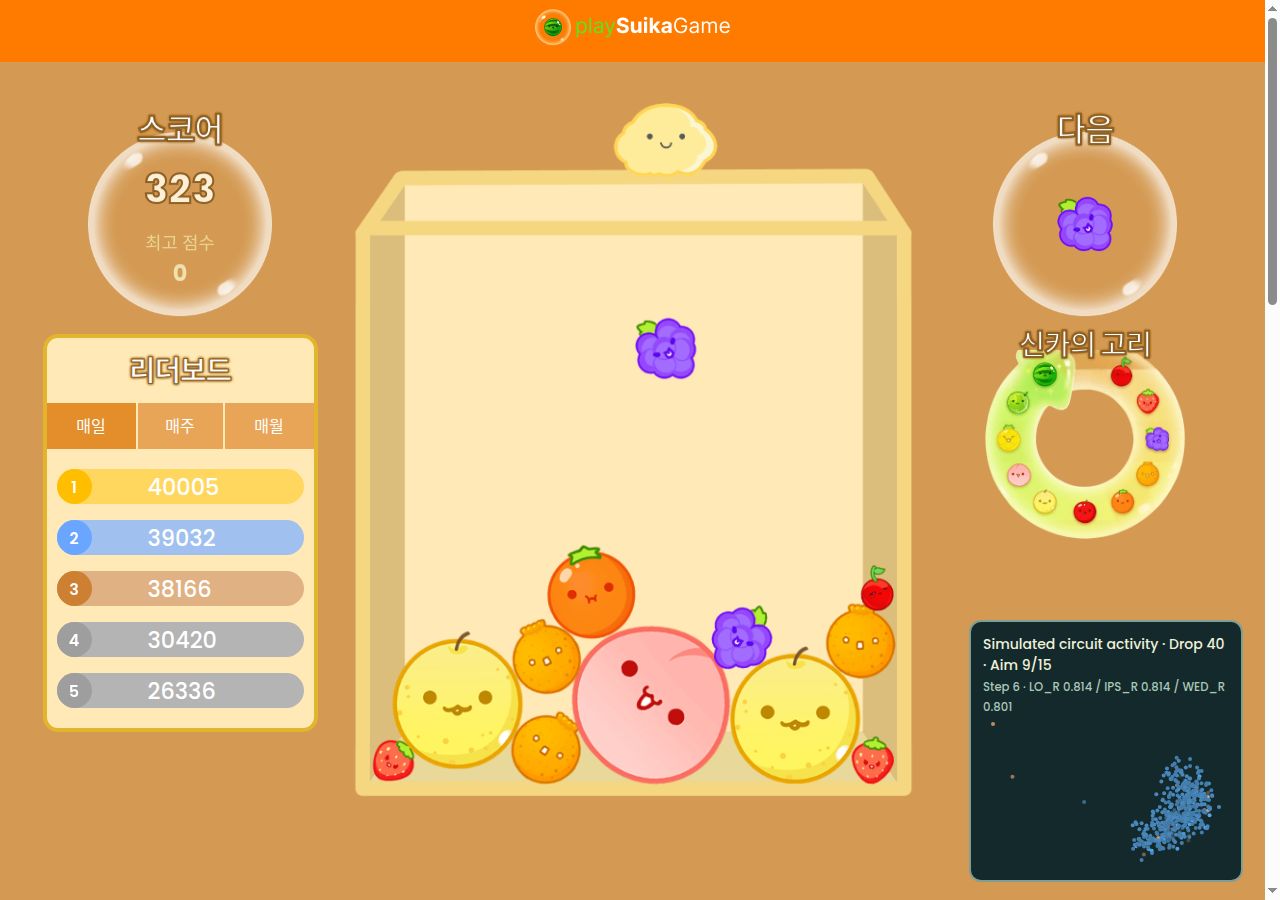 playSuikaGame
스코어
323
최고 점수
0
다음
리더보드
매일 매주 매월
1 40005
2 39032
3 38166
4 30420
5 26336
신카의 고리
Simulated circuit activity · Drop 40
· Aim 9/15
Step 6 · LO_R 0.814 / IPS_R 0.814 / WED_R
0.801